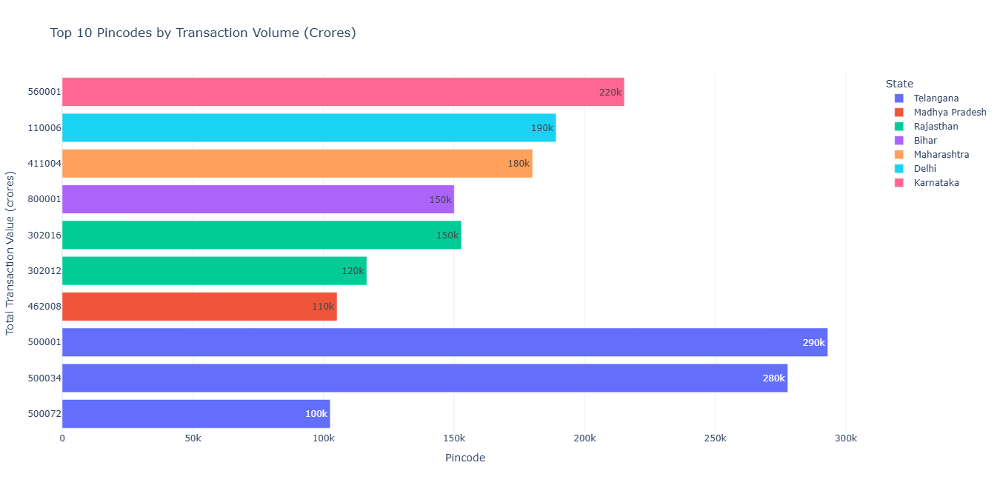 Top 10 Pincodes by Transaction Volume (Crores)
State
Telangana
Madhya Pradesh
Rajasthan
Bihar
Maharashtra
Delhi
Karnataka
Total Transaction Value (crores)
560001 220k
110006 190k
411004 180k
800001 150k
302016 150k
302012 120k
462008 110k
500001 290k
500034 280k
500072 100k
0 50k 100k 150k 200k 250k 300k
Pincode